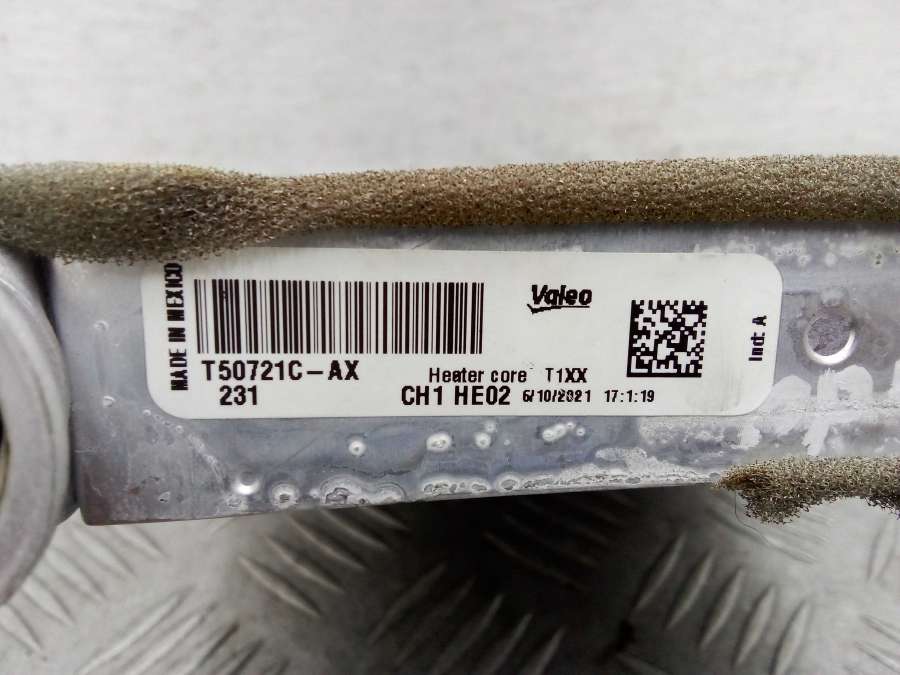 MADE IN MEXICO
Valeo
T50721C-AX
Heater core T1XX
231
CH1 HE02 6/10/2021 17:1:19
Ind: A